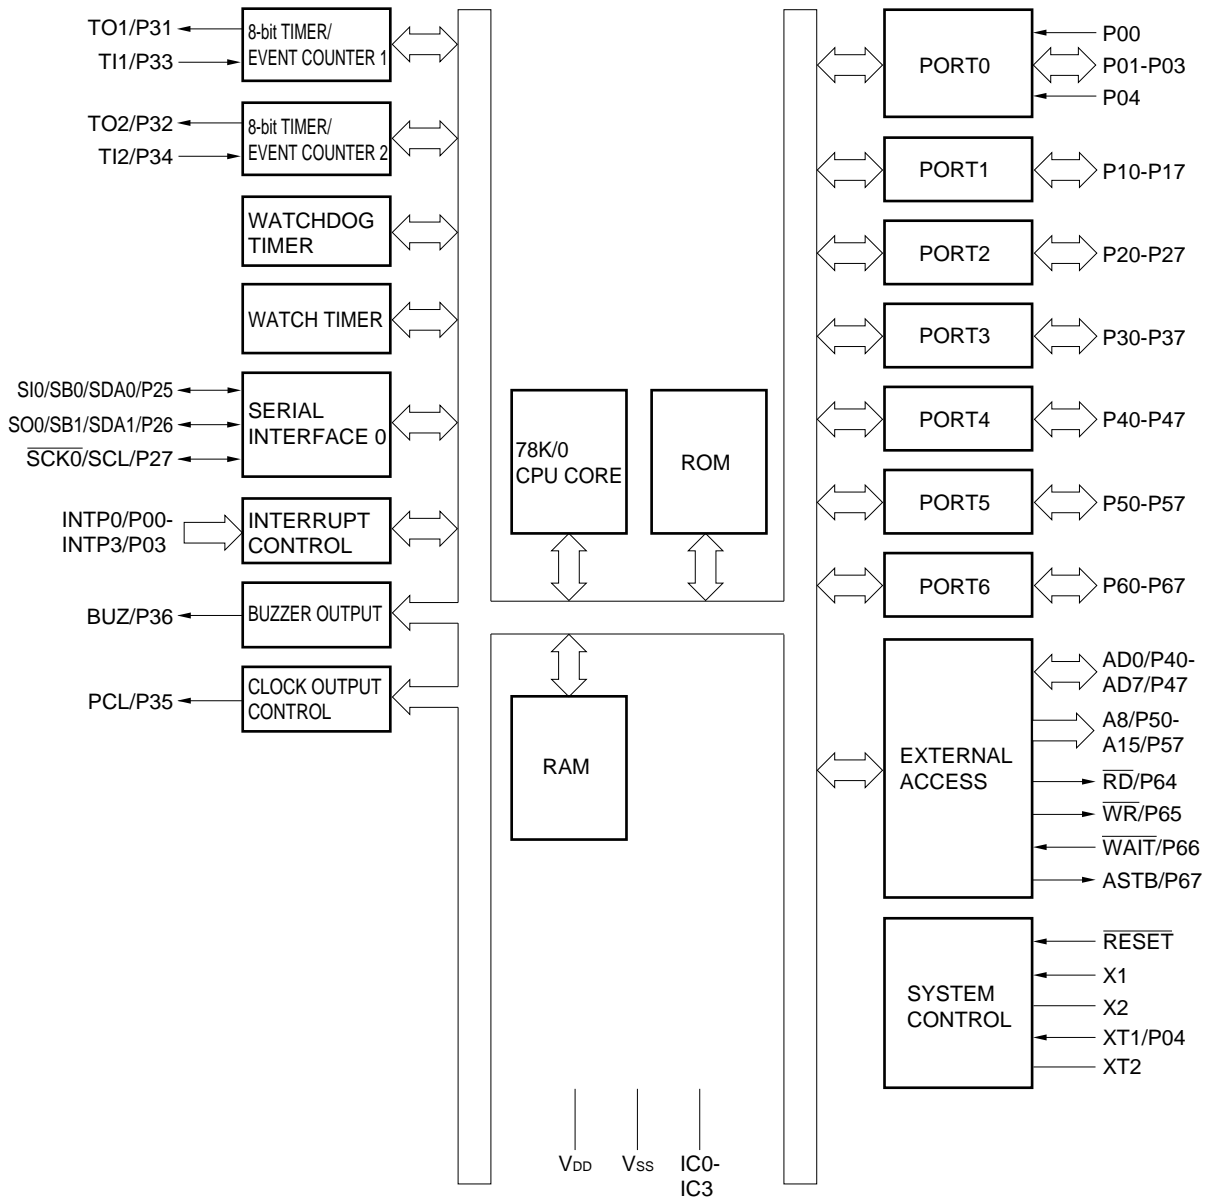 TO1/P31
TI1/P33
8-bit TIMER/
EVENT COUNTER 1
TO2/P32
TI2/P34
8-bit TIMER/
EVENT COUNTER 2
WATCHDOG
TIMER
WATCH TIMER
SI0/SB0/SDA0/P25
SO0/SB1/SDA1/P26
S̅C̅K̅0̅/SCL/P27
SERIAL
INTERFACE 0
INTP0/P00-
INTP3/P03
INTERRUPT
CONTROL
BUZ/P36
BUZZER OUTPUT
PCL/P35
CLOCK OUTPUT
CONTROL
78K/0
CPU CORE
ROM
RAM
VDD
VSS
IC0-
IC3
PORT0
P00
P01-P03
P04
PORT1
P10-P17
PORT2
P20-P27
PORT3
P30-P37
PORT4
P40-P47
PORT5
P50-P57
PORT6
P60-P67
EXTERNAL
ACCESS
AD0/P40-
AD7/P47
A8/P50-
A15/P57
R̅D̅/P64
W̅R̅/P65
W̅A̅I̅T̅/P66
ASTB/P67
SYSTEM
CONTROL
R̅E̅S̅E̅T̅
X1
X2
XT1/P04
XT2